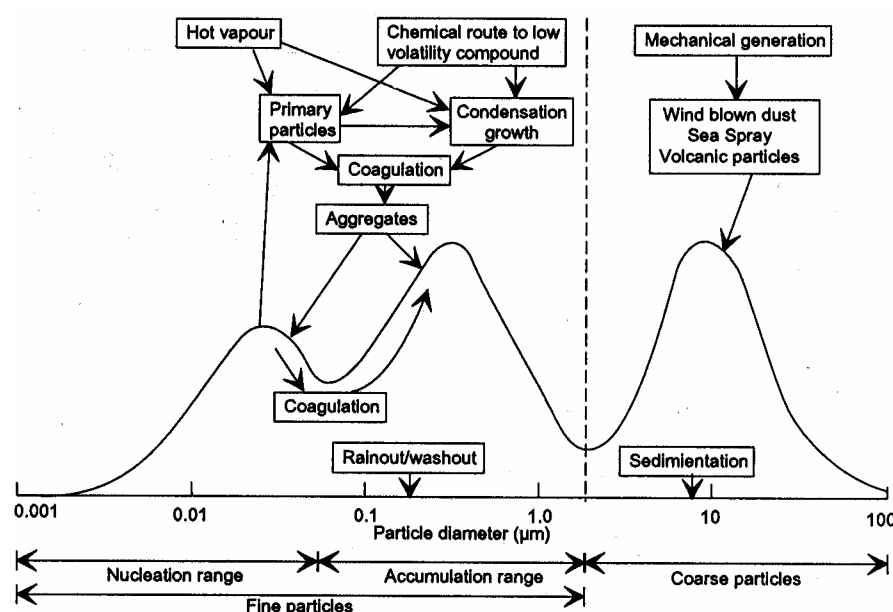 Hot vapour
Chemical route to low
volatility compound
Mechanical generation
Primary
particles
Condensation
growth
Wind blown dust
Sea Spray
Volcanic particles
Coagulation
Aggregates
Coagulation
Rainout/washout
Sedimientation
0.001
0.01
0.1
1.0
10
100
Particle diameter (µm)
Nucleation range
Accumulation range
Coarse particles
Fine particles